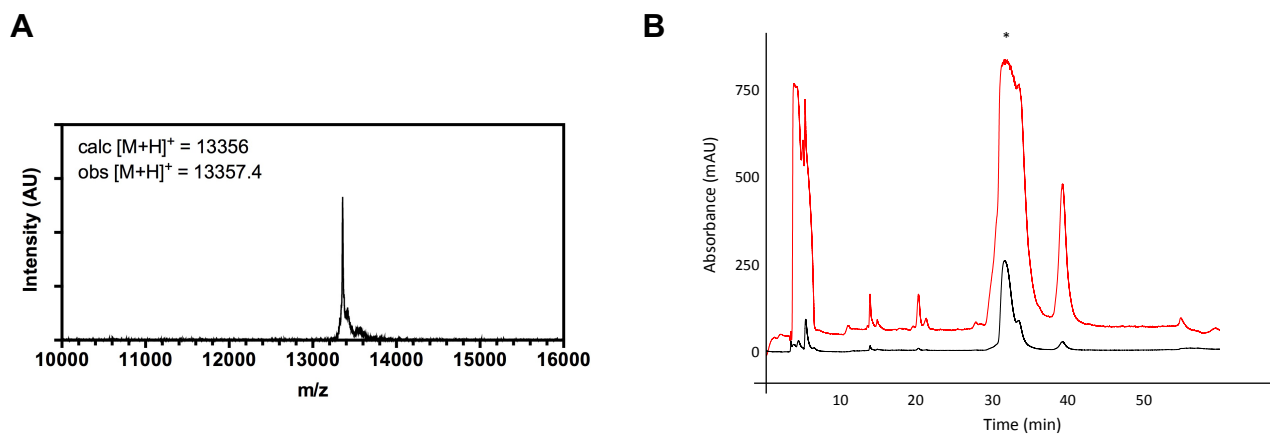 A
calc [M+H]+ = 13356
obs [M+H]+ = 13357.4
Intensity (AU)
10000 11000 12000 13000 14000 15000 16000
m/z
B
*
Absorbance (mAU)
750
500
250
0
10 20 30 40 50
Time (min)